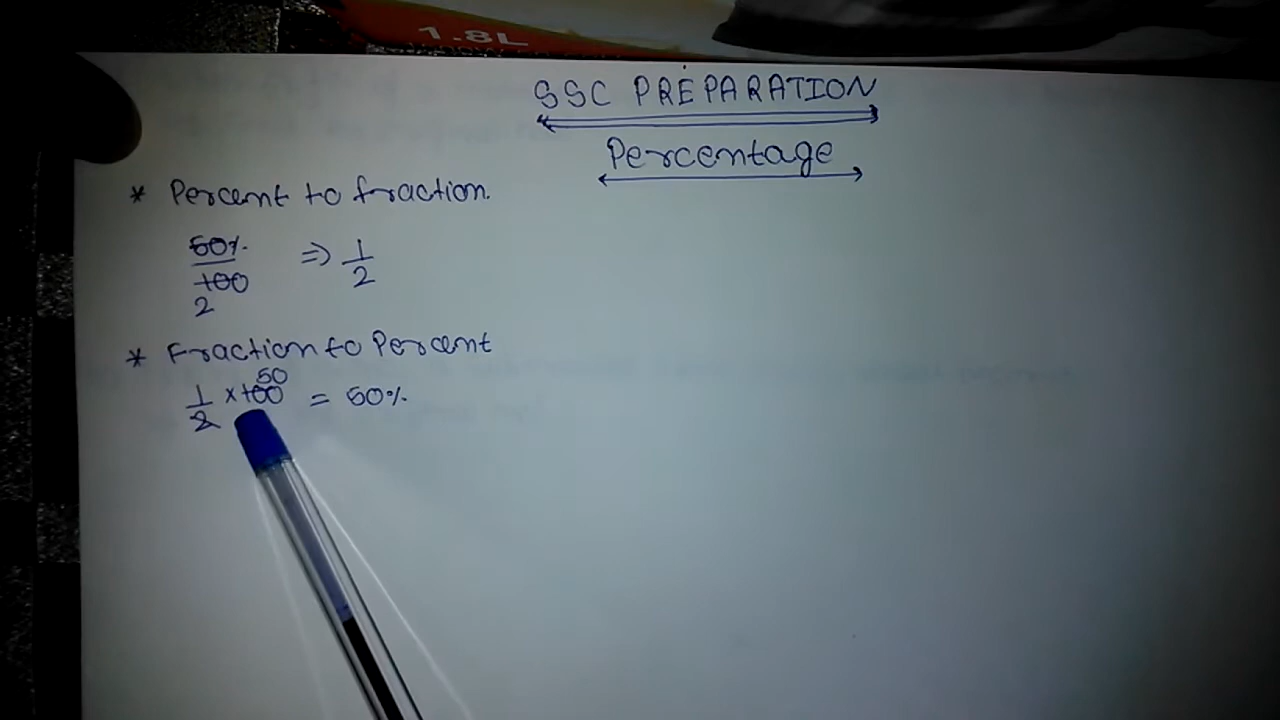 1.8L
SSC PREPARATION
Percentage
* Percent to fraction.
50%
100
2
⇒ 1/2
* Fraction to Percent
1/2 × 100 50 = 50%